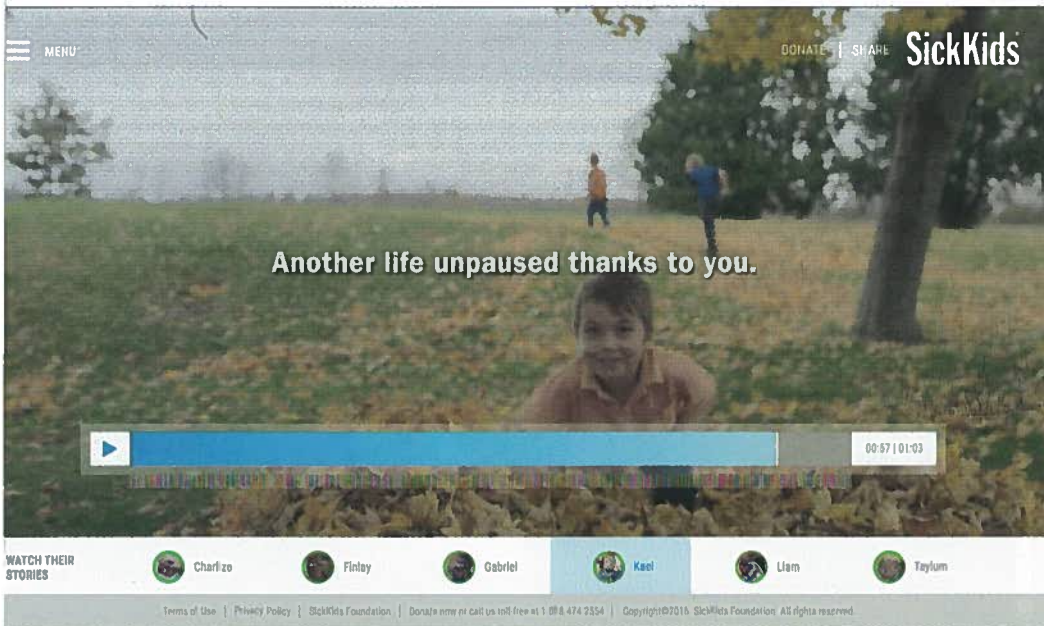 MENU
DONATE | SHARE
SickKids
Another life unpaused thanks to you.
00:57 | 01:03
WATCH THEIR
STORIES
Charlize
Finlay
Gabriel
Kael
Liam
Taylum
Terms of Use | Privacy Policy | SickKids Foundation | Donate now or call us toll free at 1 888 474 2554 | Copyright©2016 SickKids Foundation. All rights reserved.